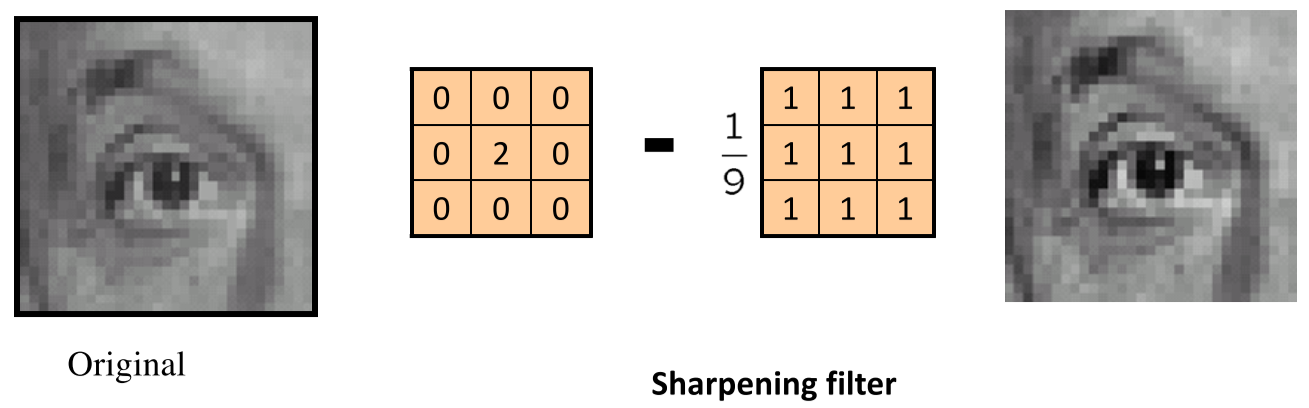 0 0 0
0 2 0
0 0 0
-
1
9
1 1 1
1 1 1
1 1 1
Original
Sharpening filter